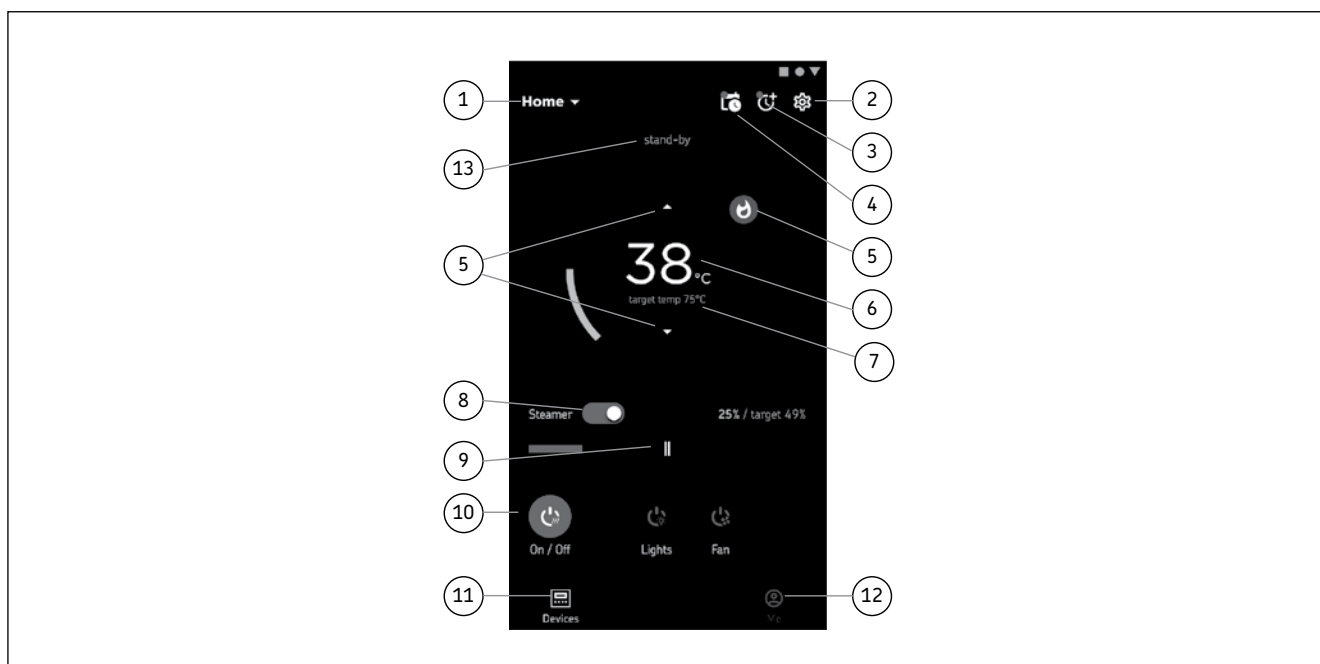 1
Home
2
3
stand-by
13
4
5
5
38°C
6
target temp 75°C
7
8
Steamer
25% / target 49%
9
10
On / Off
Lights
Fan
11
12
Devices
Me